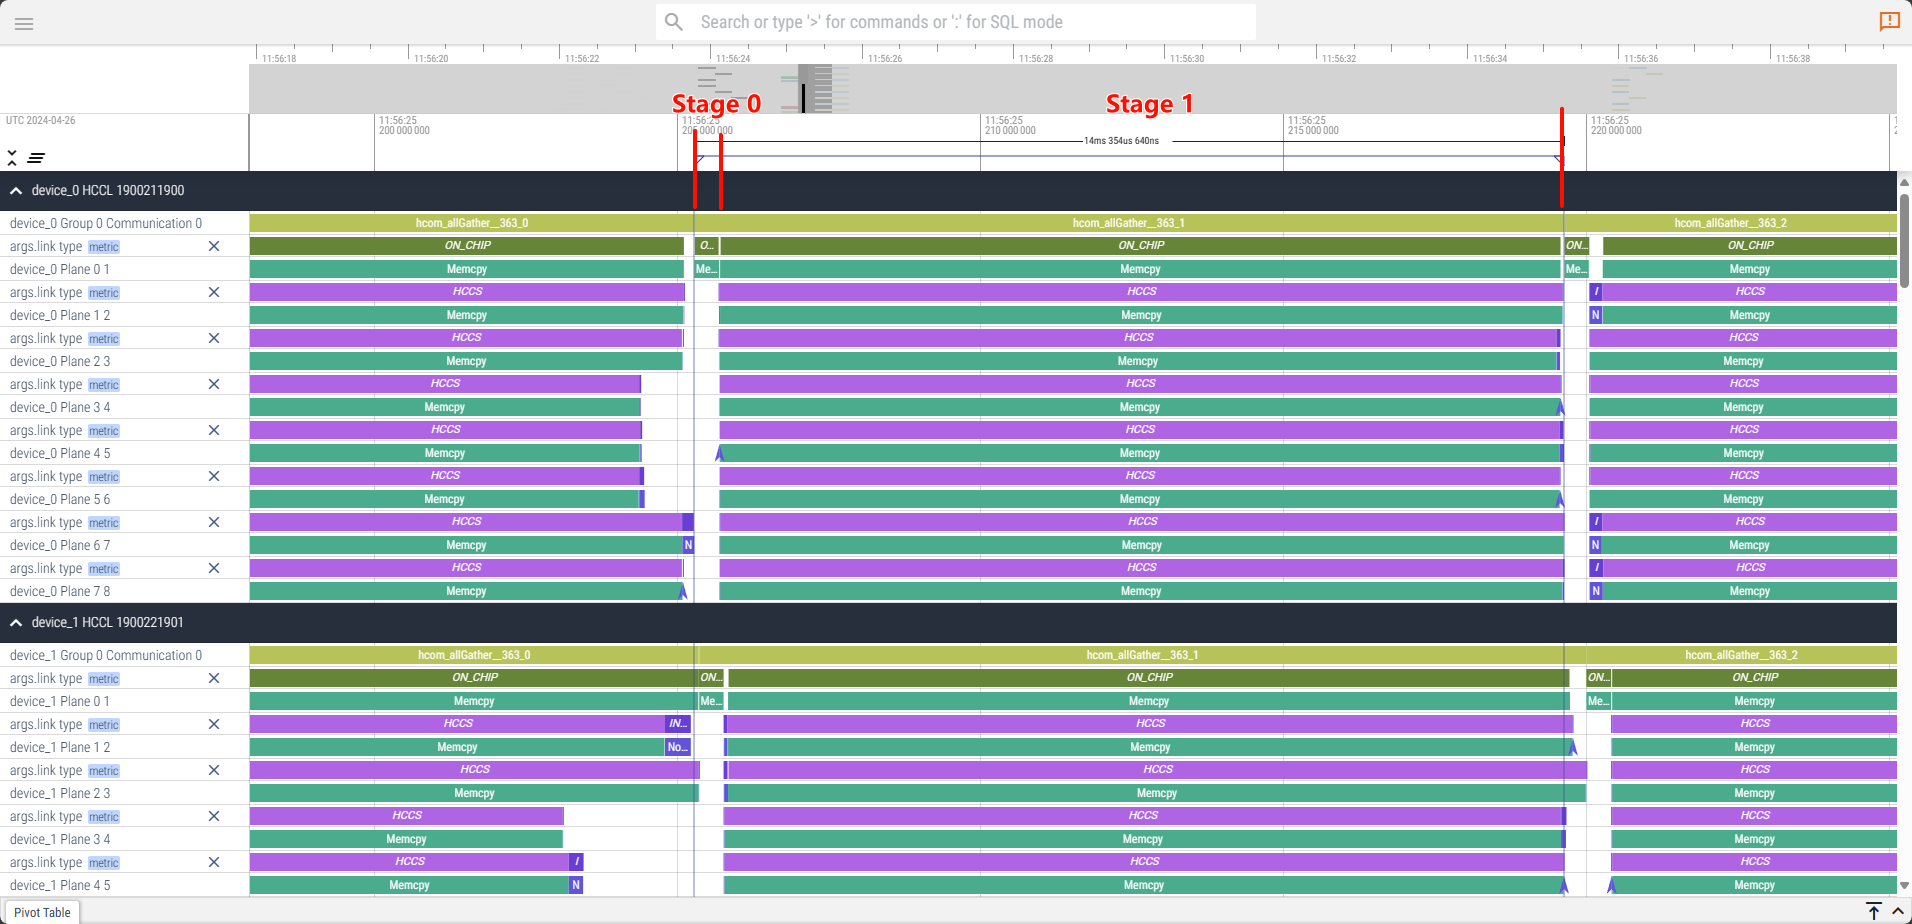 Search or type '>' for commands or ':' for SQL mode
11:56:18 11:56:20 11:56:22 11:56:24 11:56:26 11:56:28 11:56:30 11:56:32 11:56:34 11:56:36 11:56:38
Stage 0 Stage 1
UTC 2024-04-26 11:56:25 11:56:25 11:56:25 11:56:25 11:56:25
200 000 000 205 000 000 210 000 000 215 000 000 220 000 000
14ms 354us 640ns
device_0 HCCL 1900211900
device_0 Group 0 Communication 0 hcom_allGather__363_0 hcom_allGather__363_1 hcom_allGather__363_2
args.link type metric ON_CHIP O... ON_CHIP ON... ON_CHIP
device_0 Plane 0 1 Memcpy Me... Memcpy Me... Memcpy
args.link type metric HCCS HCCS I HCCS
device_0 Plane 1 2 Memcpy Memcpy N Memcpy
args.link type metric HCCS HCCS HCCS
device_0 Plane 2 3 Memcpy Memcpy Memcpy
args.link type metric HCCS HCCS HCCS
device_0 Plane 3 4 Memcpy Memcpy Memcpy
args.link type metric HCCS HCCS HCCS
device_0 Plane 4 5 Memcpy Memcpy Memcpy
args.link type metric HCCS HCCS HCCS
device_0 Plane 5 6 Memcpy Memcpy Memcpy
args.link type metric HCCS HCCS I HCCS
device_0 Plane 6 7 Memcpy N Memcpy N Memcpy
args.link type metric HCCS HCCS I HCCS
device_0 Plane 7 8 Memcpy Memcpy N Memcpy
device_1 HCCL 1900221901
device_1 Group 0 Communication 0 hcom_allGather__363_0 hcom_allGather__363_1 hcom_allGather__363_2
args.link type metric ON_CHIP ON... ON_CHIP ON... ON_CHIP
device_1 Plane 0 1 Memcpy Me... Memcpy Me... Memcpy
args.link type metric HCCS IN... HCCS HCCS
device_1 Plane 1 2 Memcpy No... Memcpy Memcpy
args.link type metric HCCS HCCS HCCS
device_1 Plane 2 3 Memcpy Memcpy Memcpy
args.link type metric HCCS HCCS HCCS
device_1 Plane 3 4 Memcpy Memcpy Memcpy
args.link type metric HCCS I HCCS HCCS
device_1 Plane 4 5 Memcpy N Memcpy Memcpy
Pivot Table